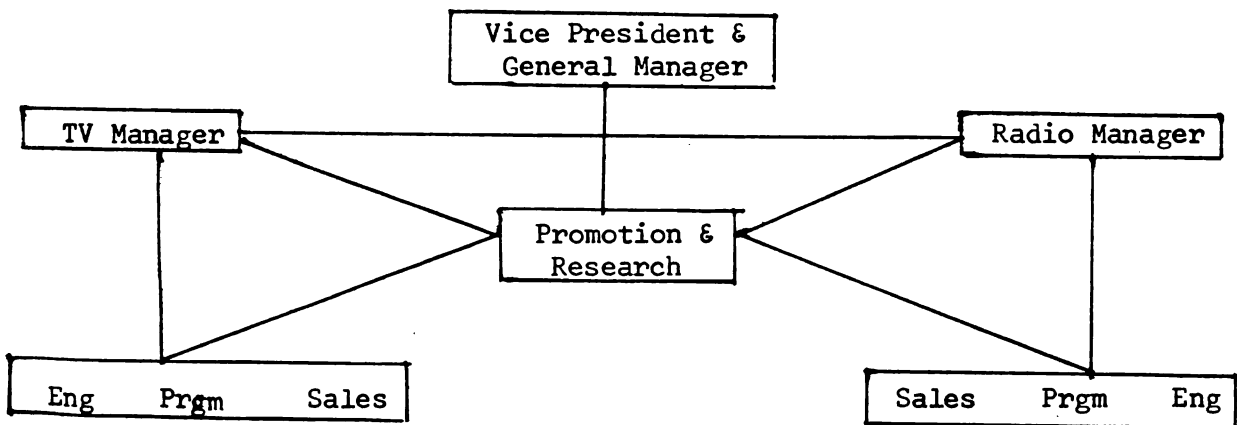 Vice President &
General Manager
TV Manager
Radio Manager
Promotion &
Research
Eng Prgm Sales
Sales Prgm Eng